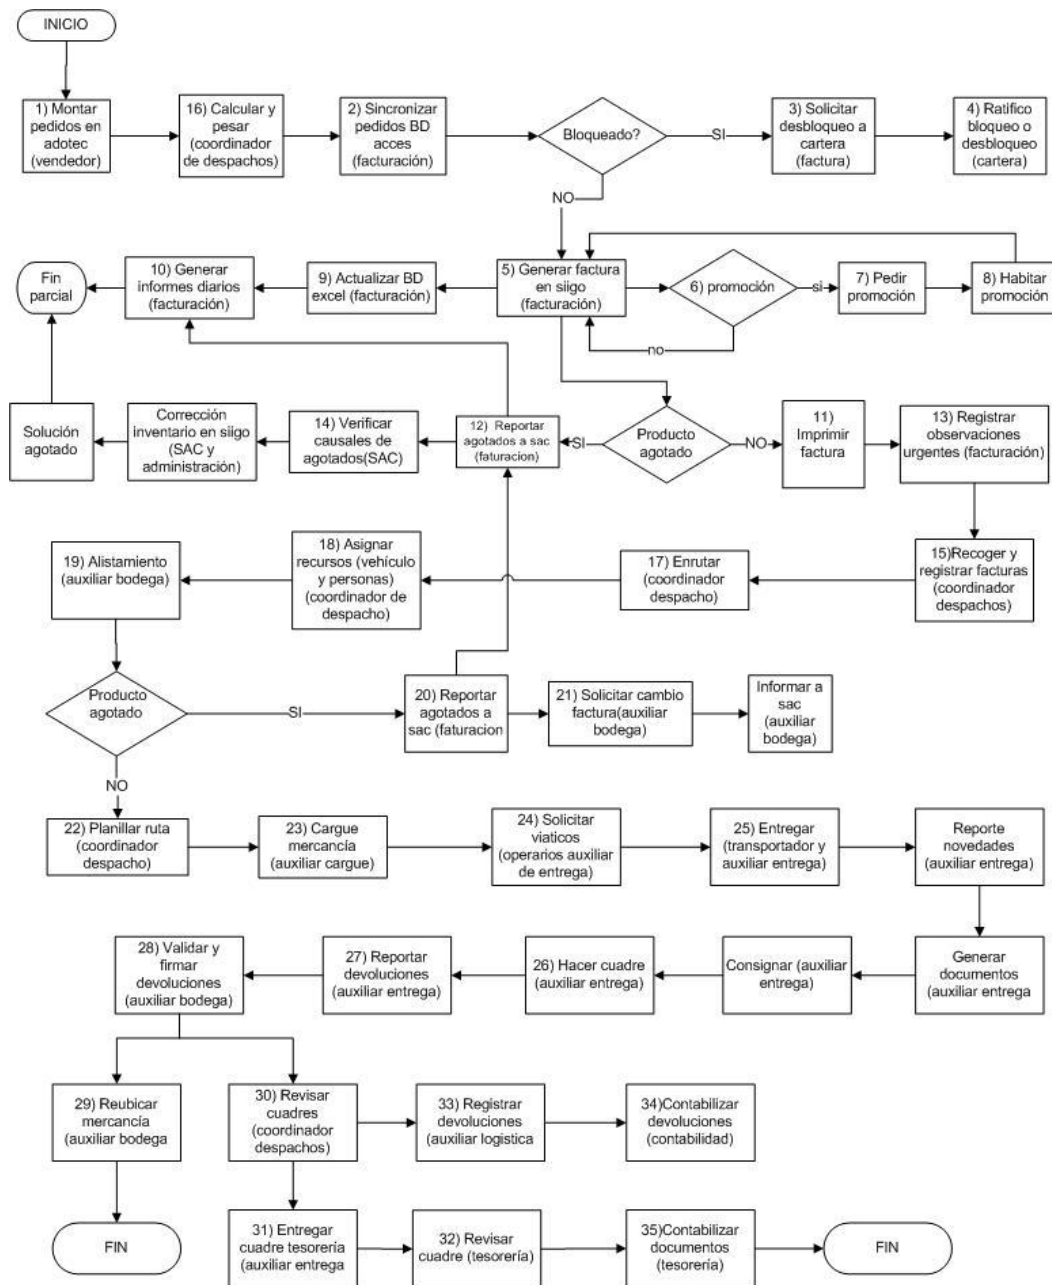 INICIO
1) Montar
pedidos en
adotec
(vendedor)
16) Calcular y
pesar
(coordinador
de despachos)
2) Sincronizar
pedidos BD
acces
(facturación)
Bloqueado?
SI
3) Solicitar
desbloqueo a
cartera
(factura)
4) Ratifico
bloqueo o
desbloqueo
(cartera)
NO
Fin
parcial
10) Generar
informes diarios
(facturación)
9) Actualizar BD
excel (facturación)
5) Generar factura
en siigo
(facturación)
6) promoción
si
7) Pedir
promoción
8) Habitar
promoción
no
Solución
agotado
Corrección
inventario en siigo
(SAC y
administración)
14) Verificar
causales de
agotados(SAC)
12) Reportar
agotados a sac
(faturacion)
SI
Producto
agotado
NO
11)
Imprimir
factura
13) Registrar
observaciones
urgentes (facturación)
19) Alistamiento
(auxiliar bodega)
18) Asignar
recursos (vehículo
y personas)
(coordinador de
despacho)
17) Enrutar
(coordinador
despacho)
15)Recoger y
registrar facturas
(coordinador
despachos)
Producto
agotado
SI
20) Reportar
agotados a
sac (faturacion
21) Solicitar cambio
factura(auxiliar
bodega)
Informar a
sac
(auxiliar
bodega)
NO
22) Planillar ruta
(coordinador
despacho)
23) Cargue
mercancía
(auxiliar cargue)
24) Solicitar
viaticos
(operarios auxiliar
de entrega)
25) Entregar
(transportador y
auxiliar entrega)
Reporte
novedades
(auxiliar entrega)
28) Validar y
firmar
devoluciones
(auxiliar bodega)
27) Reportar
devoluciones
(auxiliar entrega)
26) Hacer cuadre
(auxiliar entrega)
Consignar (auxiliar
entrega)
Generar
documentos
(auxiliar entrega
29) Reubicar
mercancía
(auxiliar bodega
30) Revisar
cuadres
(coordinador
despachos)
33) Registrar
devoluciones
(auxiliar logistica
34)Contabilizar
devoluciones
(contabilidad)
FIN
31) Entregar
cuadre tesorería
(auxiliar entrega
32) Revisar
cuadre (tesorería)
35)Contabilizar
documentos
(tesorería)
FIN